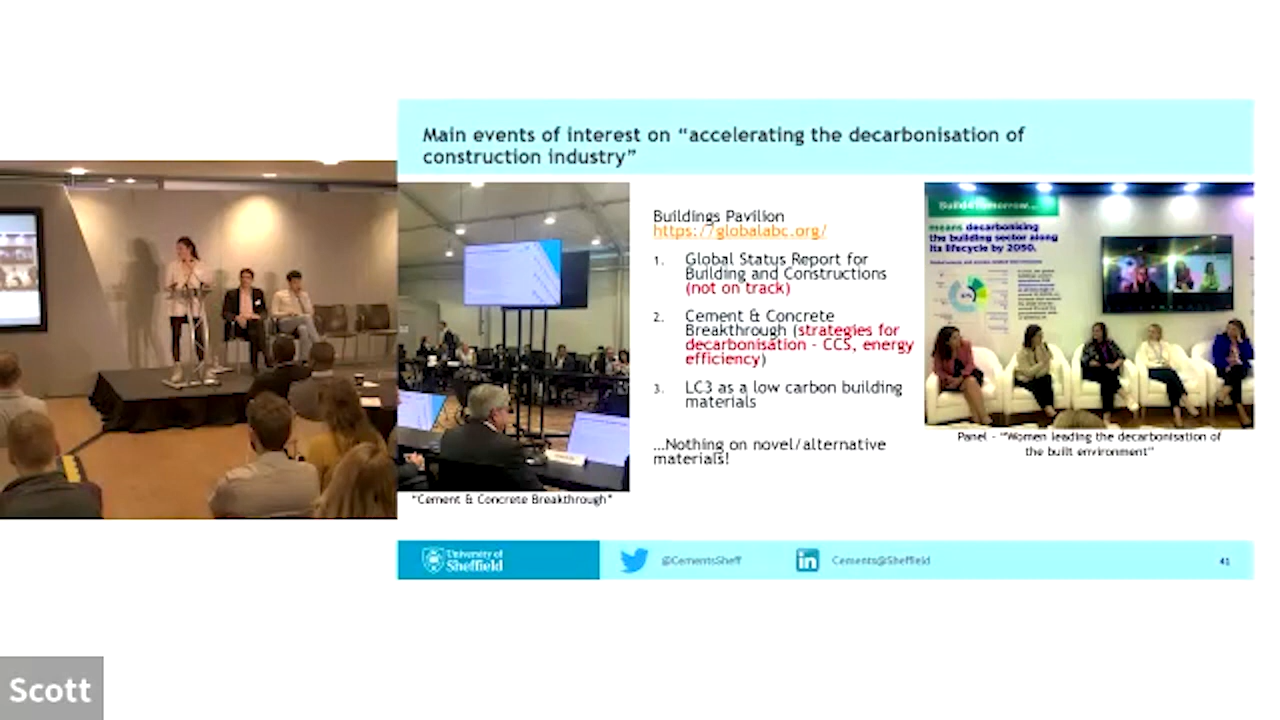 Main events of interest on “accelerating the decarbonisation of
construction industry”
Buildings Pavilion
https://globalabc.org/
1. Global Status Report for
Building and Constructions
(not on track)
2. Cement & Concrete
Breakthrough (strategies for
decarbonisation - CCS, energy
efficiency)
3. LC3 as a low carbon building
materials
...Nothing on novel/alternative
materials!
"Cement & Concrete Breakthrough"
means decarbonising
the building sector along
its lifecycle by 2050.
Panel - "Women leading the decarbonisation of
the built environment"
University of
Sheffield
@CementsSheff
in
Cements@Sheffield
41
Scott